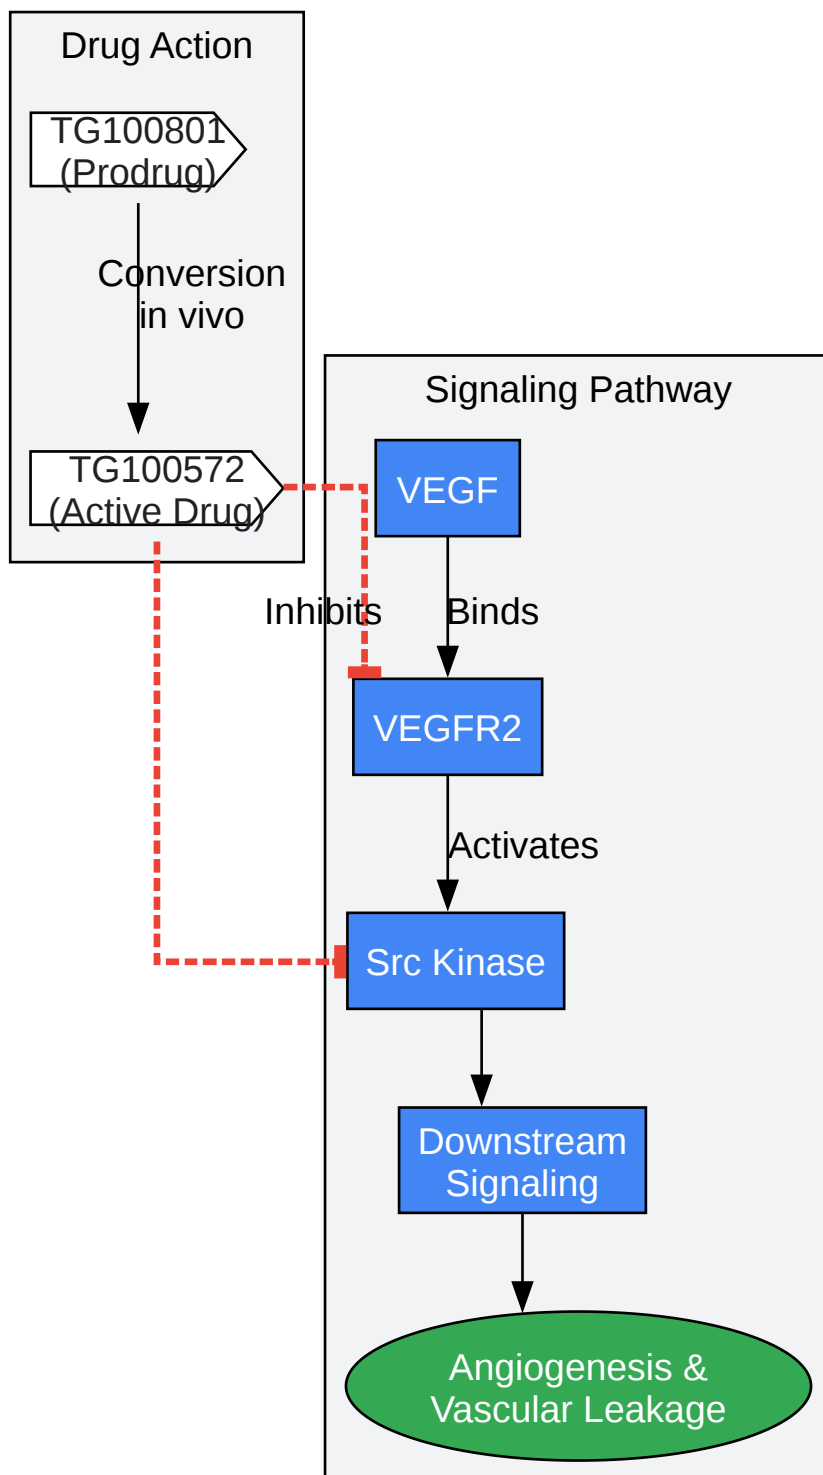 Drug Action
TG100801
(Prodrug)
Conversion
in vivo
TG100572
(Active Drug)
Signaling Pathway
VEGF
Inhibits
Binds
VEGFR2
Activates
Src Kinase
Downstream
Signaling
Angiogenesis &
Vascular Leakage